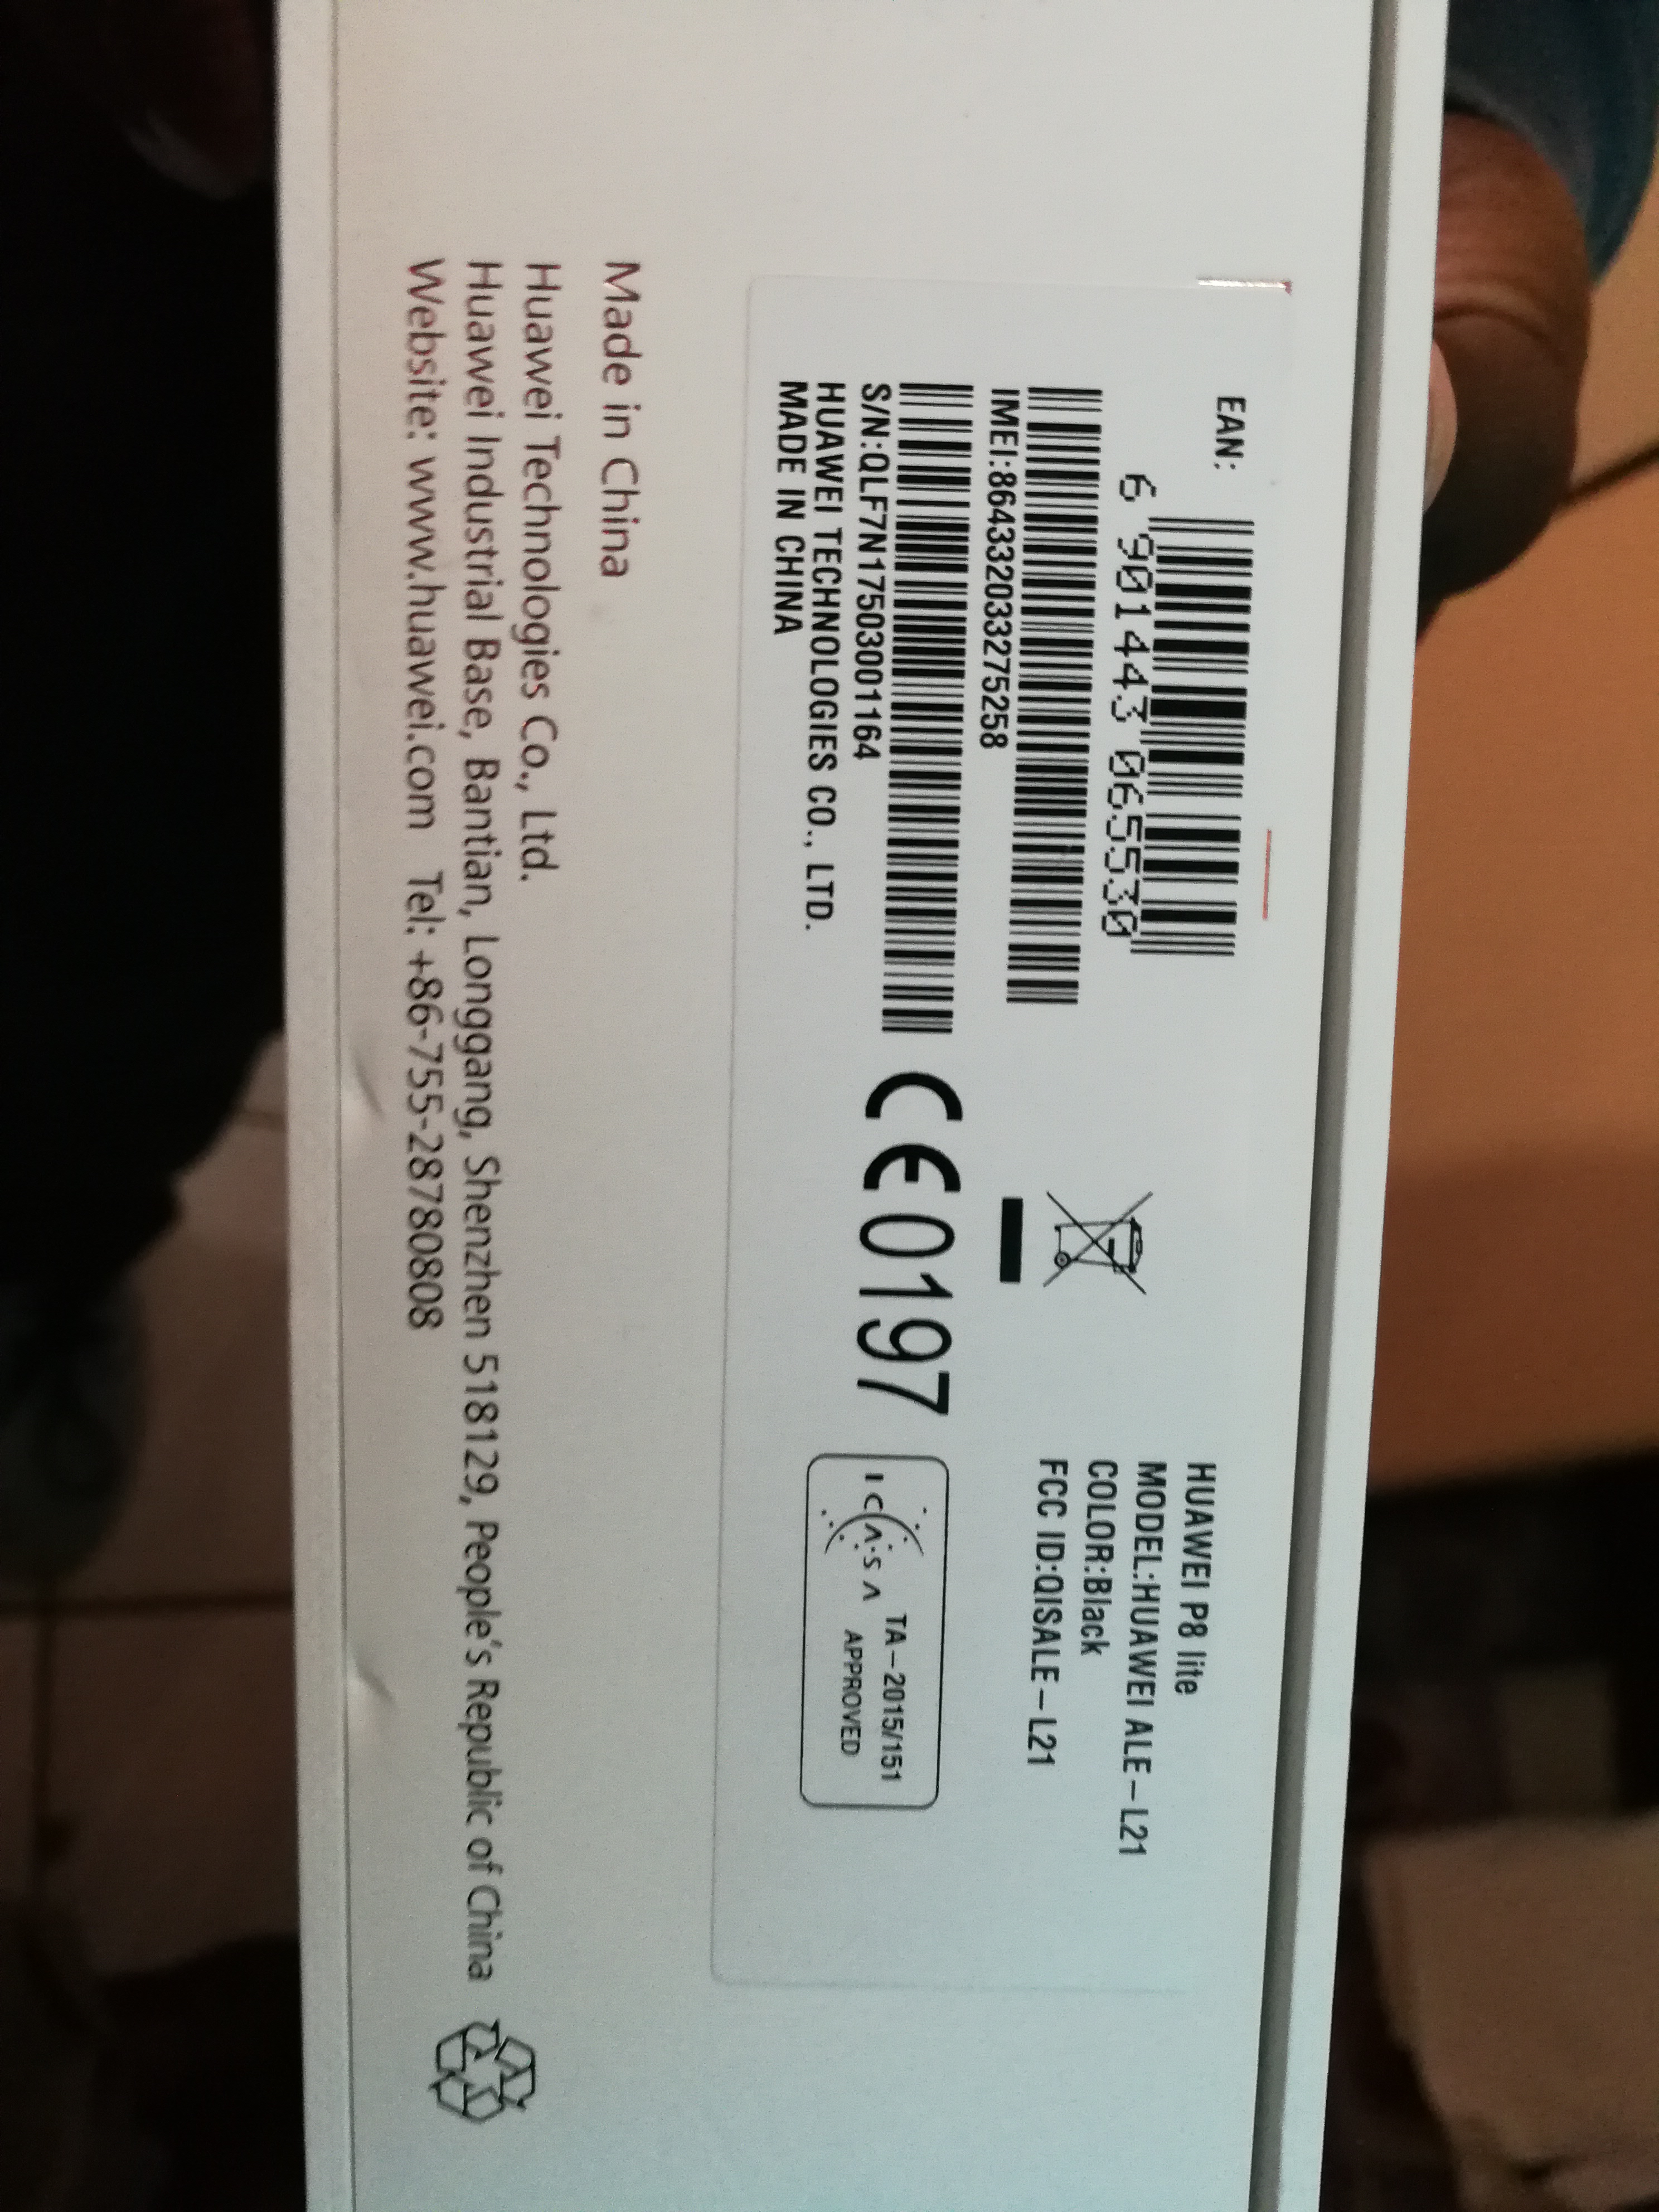 EAN:
6 901443 065530
IMEI:864332033275258
S/N:QLF7N17503001164
HUAWEI TECHNOLOGIES CO., LTD.
MADE IN CHINA
CE0197
HUAWEI P8 lite
MODEL:HUAWEI ALE-L21
COLOR:Black
FCC ID:QISALE-L21
ICASA
TA-2015/151
APPROVED
Made in China
Huawei Technologies Co., Ltd.
Huawei Industrial Base, Bantian, Longgang, Shenzhen 518129, People's Republic of China
Website: www.huawei.com Tel: +86-755-28780808